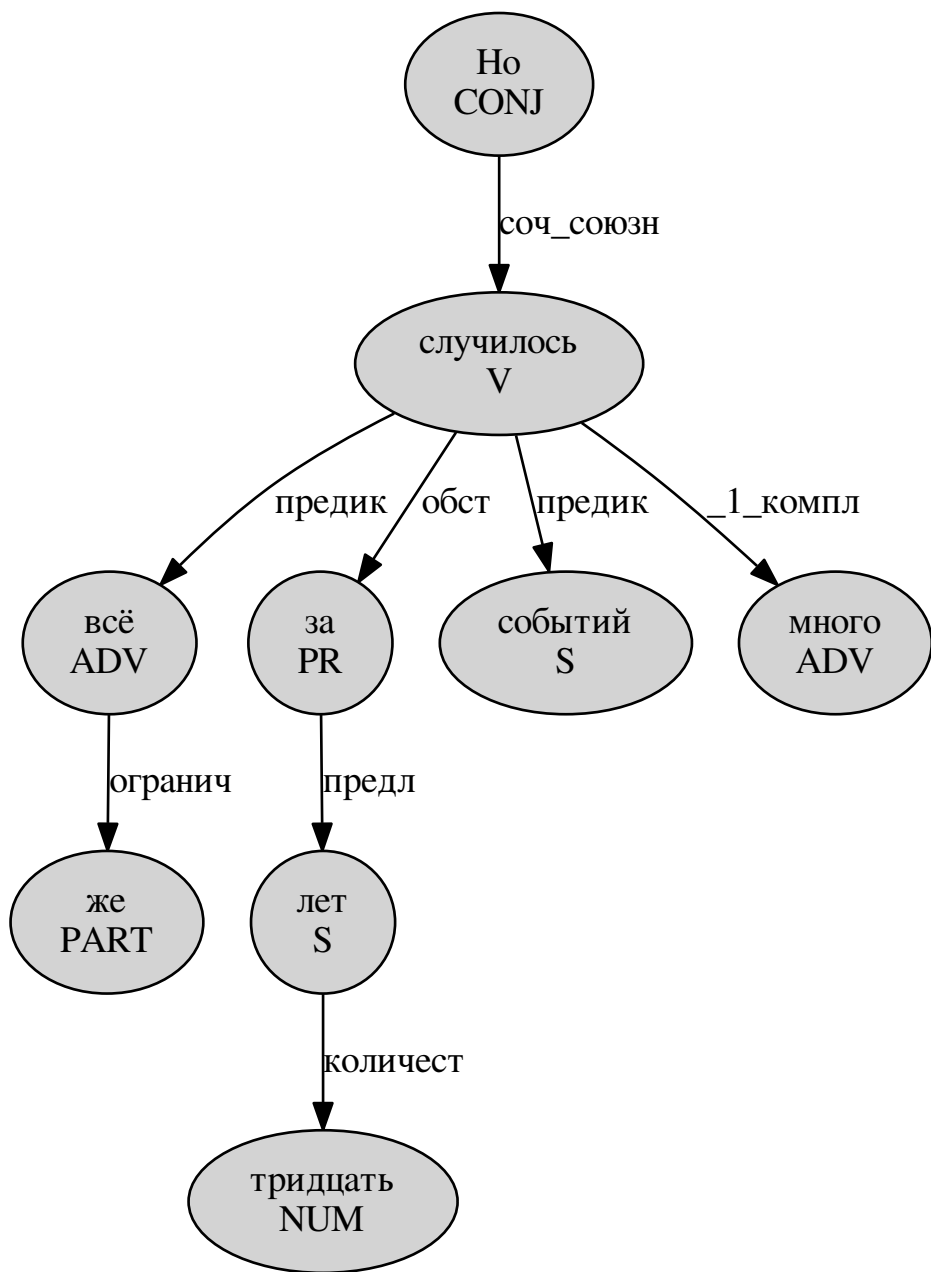 Но
CONJ
соч_союзн
случилось
V
предик
обст
предик
_1_компл
всё
ADV
за
PR
событий
S
много
ADV
огранич
предл
же
PART
лет
S
количест
тридцать
NUM